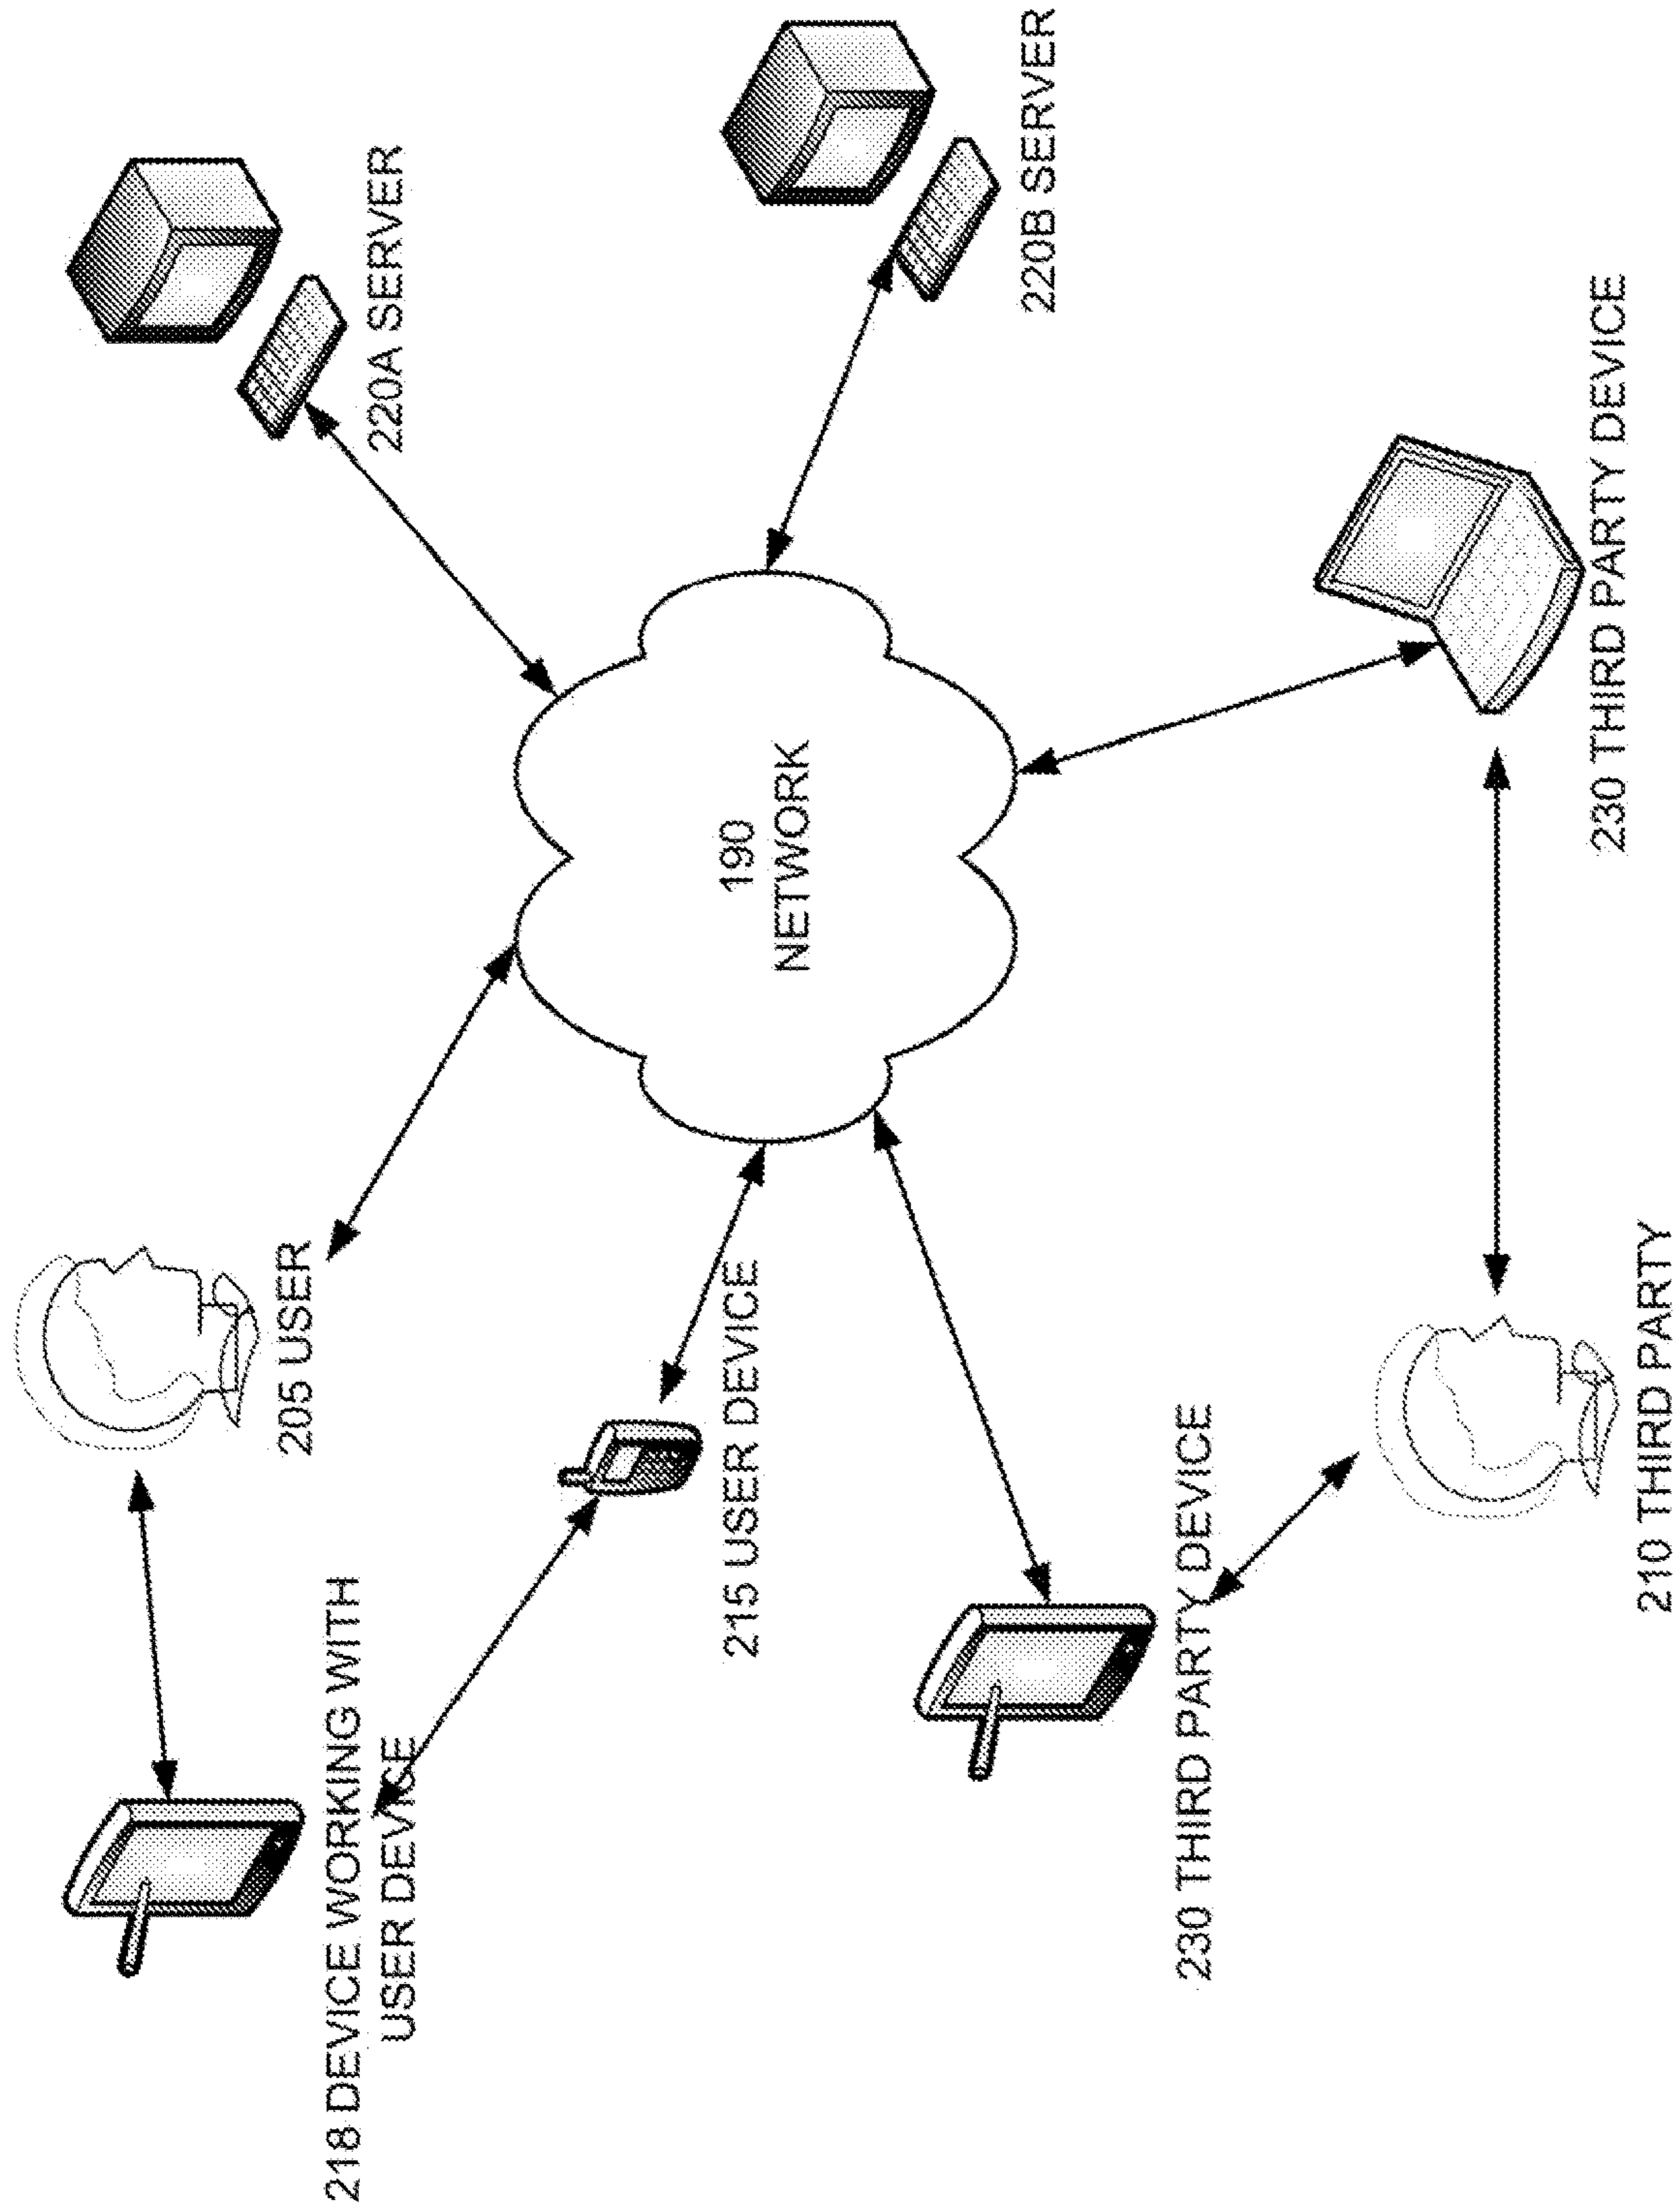 218 DEVICE WORKING WITH
USER DEVICE
205 USER
220A SERVER
215 USER DEVICE
190
NETWORK
220B SERVER
230 THIRD PARTY DEVICE
210 THIRD PARTY
230 THIRD PARTY DEVICE